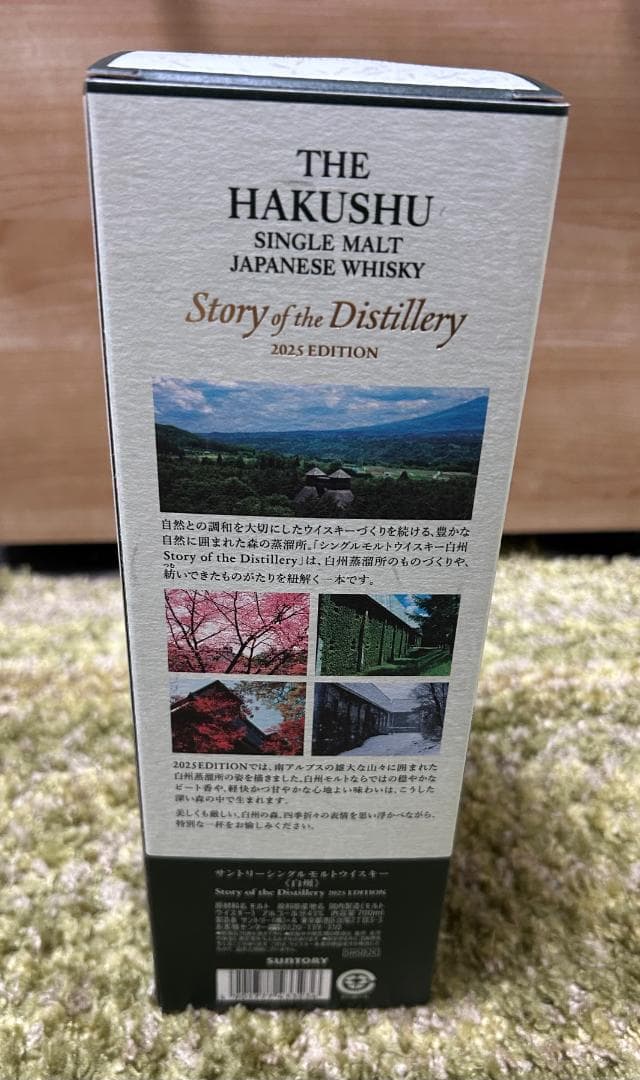 THE
HAKUSHU
SINGLE MALT
JAPANESE WHISKY
Story of the Distillery
2025 EDITION
自然との調和を大切にしたウイスキーづくりを続ける、豊かな
自然に囲まれた森の蒸溜所。「シングルモルトウイスキー白州
Story of the Distillery」は、白州蒸溜所のものづくりや、
つむ
紡いできたものがたりを紐解く一本です。
2025 EDITIONでは、南アルプスの雄大な山々に囲まれた
白州蒸溜所の姿を描きました。白州モルトならではの穏やかな
ピート香や、軽快かつ甘やかな心地よい味わいは、こうした
深い森の中で生まれます。
美しくも厳しい、白州の森。四季折々の表情を思い浮かべながら、
特別な一杯をお愉しみください。
サントリーシングルモルトウイスキー
〈白州〉
Story of the Distillery 2025 EDITION
SUNTORY